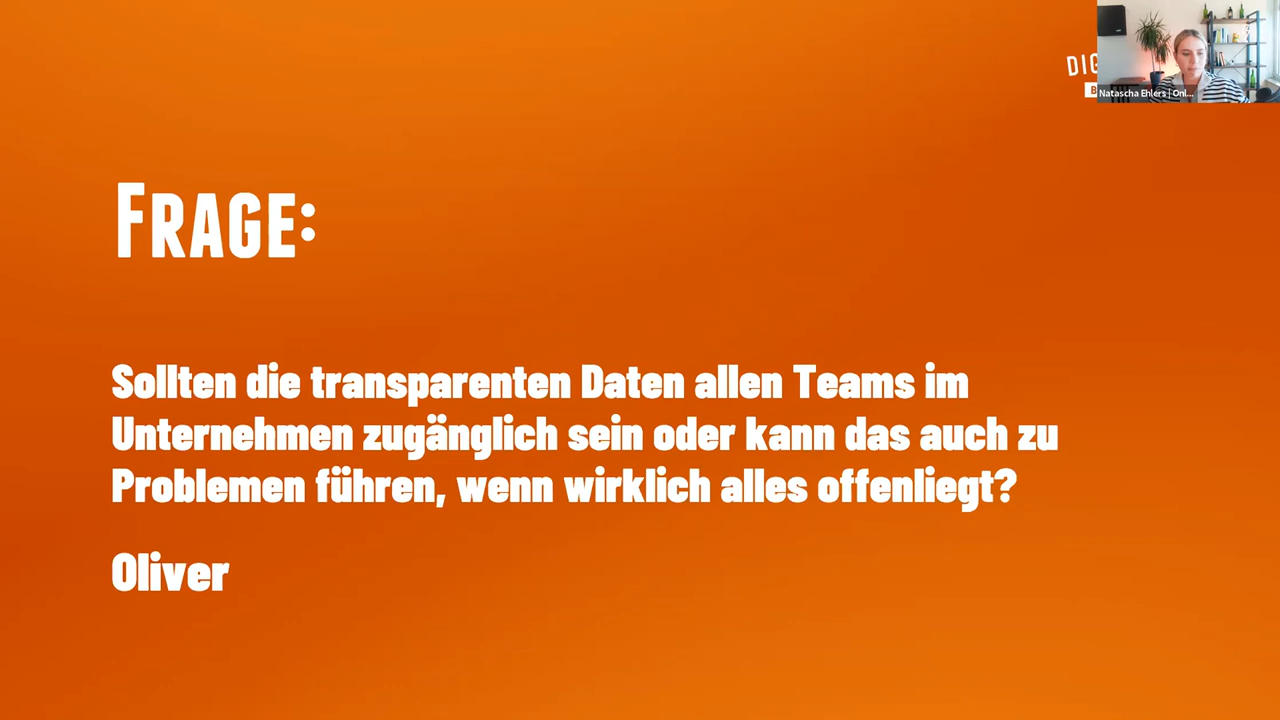 DIG
Natascha Ehlers | Onl...
Frage:
Sollten die transparenten Daten allen Teams im
Unternehmen zugänglich sein oder kann das auch zu
Problemen führen, wenn wirklich alles offenliegt?
Oliver